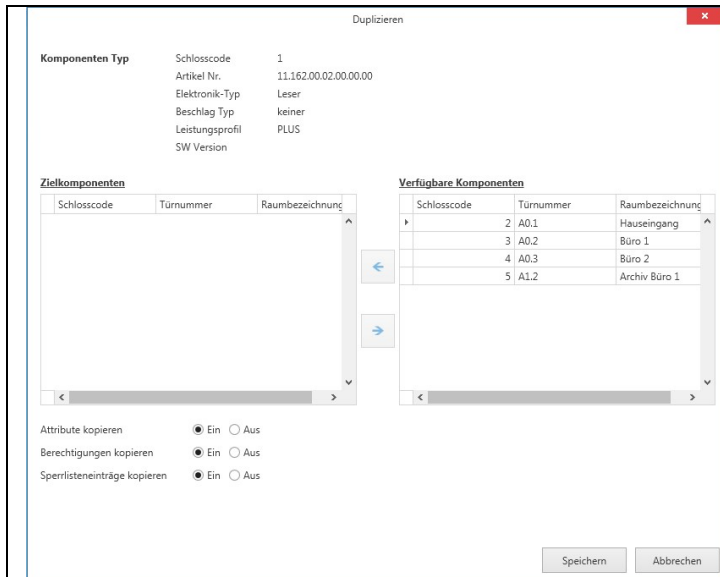 Duplizieren
Komponenten Typ Schlosscode 1
Artikel Nr. 11.162.00.02.00.00.00
Elektronik-Typ Leser
Beschlag Typ keiner
Leistungsprofil PLUS
SW Version
Zielkomponenten Verfügbare Komponenten
Schlosscode Türnummer Raumbezeichnung Schlosscode Türnummer Raumbezeichnung
2 A0.1 Hauseingang
3 A0.2 Büro 1
4 A0.3 Büro 2
5 A1.2 Archiv Büro 1
Attribute kopieren Ein Aus
Berechtigungen kopieren Ein Aus
Sperrlisteneinträge kopieren Ein Aus
Speichern Abbrechen